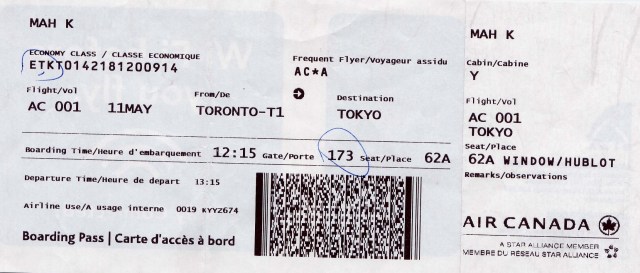 MAH K
ECONOMY CLASS / CLASSE ECONOMIQUE
ETKT0142181200914
Frequent Flyer/Voyageur assidu
AC*A
Flight/Vol From/De Destination
AC 001 11MAY TORONTO-T1 TOKYO
Boarding Time/Heure d'embarquement 12:15 Gate/Porte 173 Seat/Place 62A
Departure Time/Heure de depart 13:15
Airline Use/A usage interne 0019 KYYZ674
Boarding Pass | Carte d'accès à bord
MAH K
Cabin/Cabine
Y
Flight/Vol
AC 001
TOKYO
Seat/Place
62A WINDOW/HUBLOT
Remarks/Observations
AIR CANADA
A STAR ALLIANCE MEMBER
MEMBRE DU RÉSEAU STAR ALLIANCE